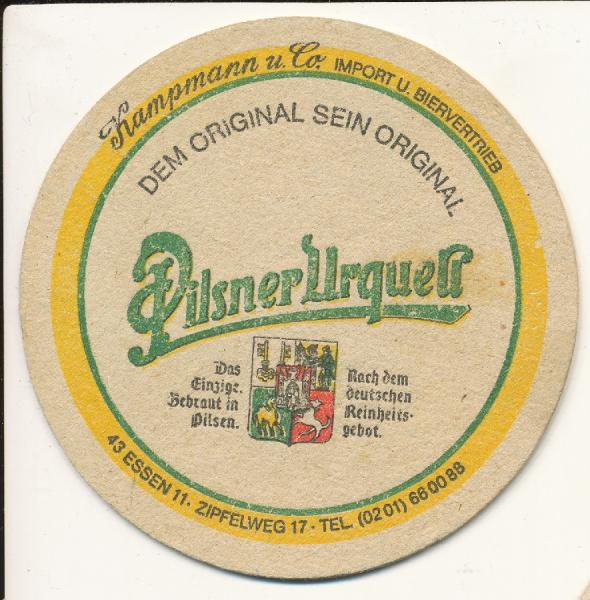 Kampmann u. Co. IMPORT U. BIERVERTRIEB
DEM ORIGINAL SEIN ORIGINAL
Pilsner Urquell
Das
Einzige.
Gebraut in
Pilsen.
Nach dem
deutschen
Reinheits-
gebot.
43 ESSEN 11 · ZIPFELWEG 17 · TEL. (02 01) 66 00 88